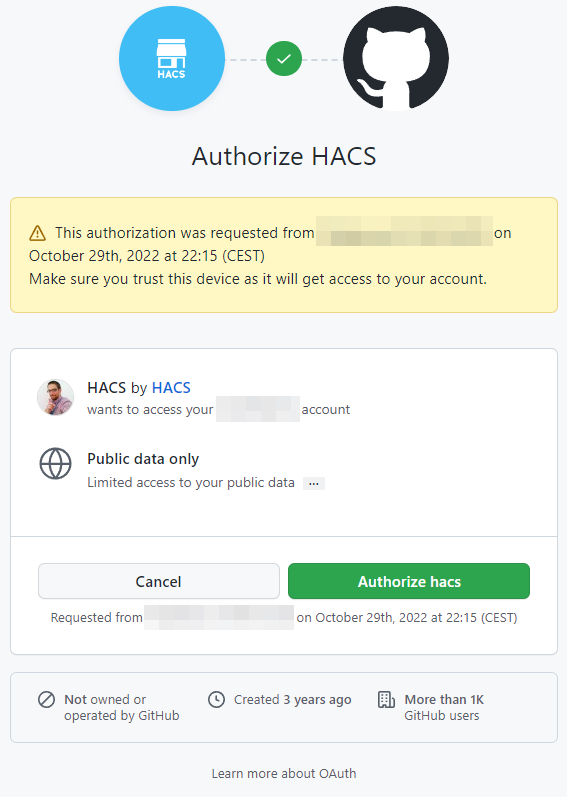 HACS
Authorize HACS
This authorization was requested from on
October 29th, 2022 at 22:15 (CEST)
Make sure you trust this device as it will get access to your account.
HACS by HACS
wants to access your account
Public data only
Limited access to your public data ...
Cancel
Authorize hacs
Requested from on October 29th, 2022 at 22:15 (CEST)
Not owned or
operated by GitHub
Created 3 years ago
More than 1K
GitHub users
Learn more about OAuth